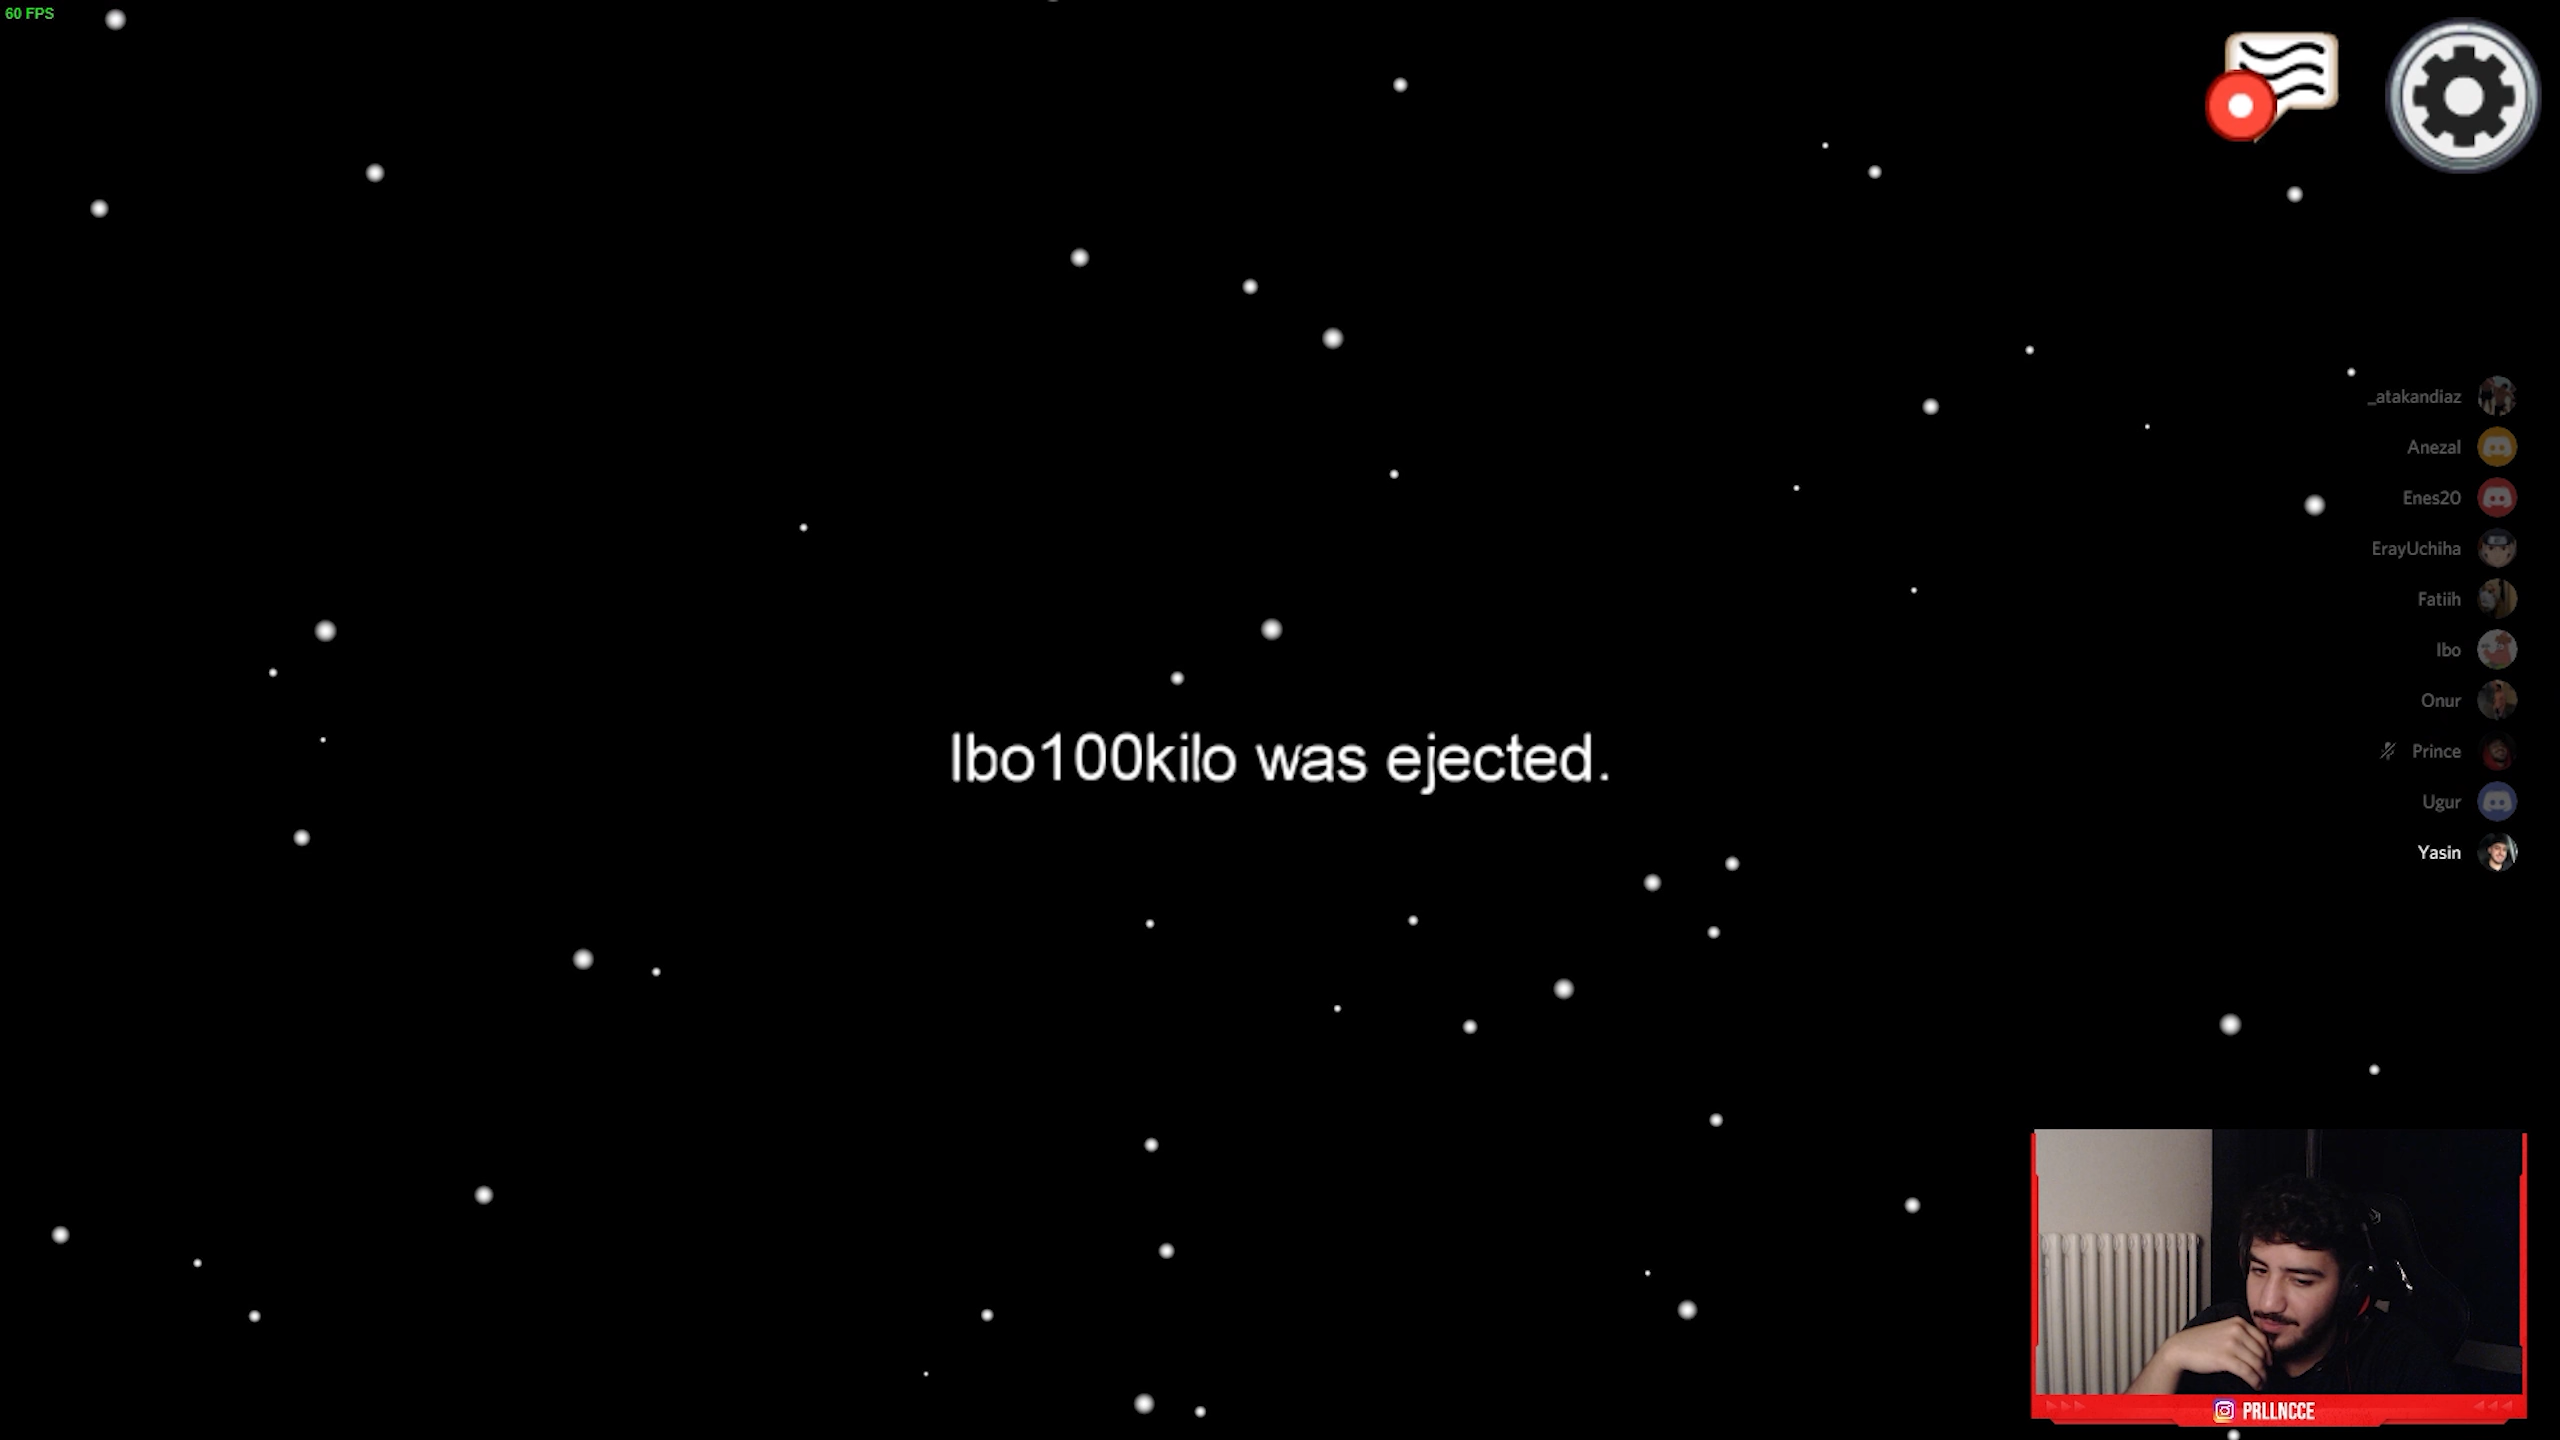 60 FPS
_atakandiaz
Anezal
Enes20
ErayUchiha
Fatiih
Ibo
Onur
Ibo100kilo was ejected.
Prince
Ugur
Yasin
PRLLNCCE